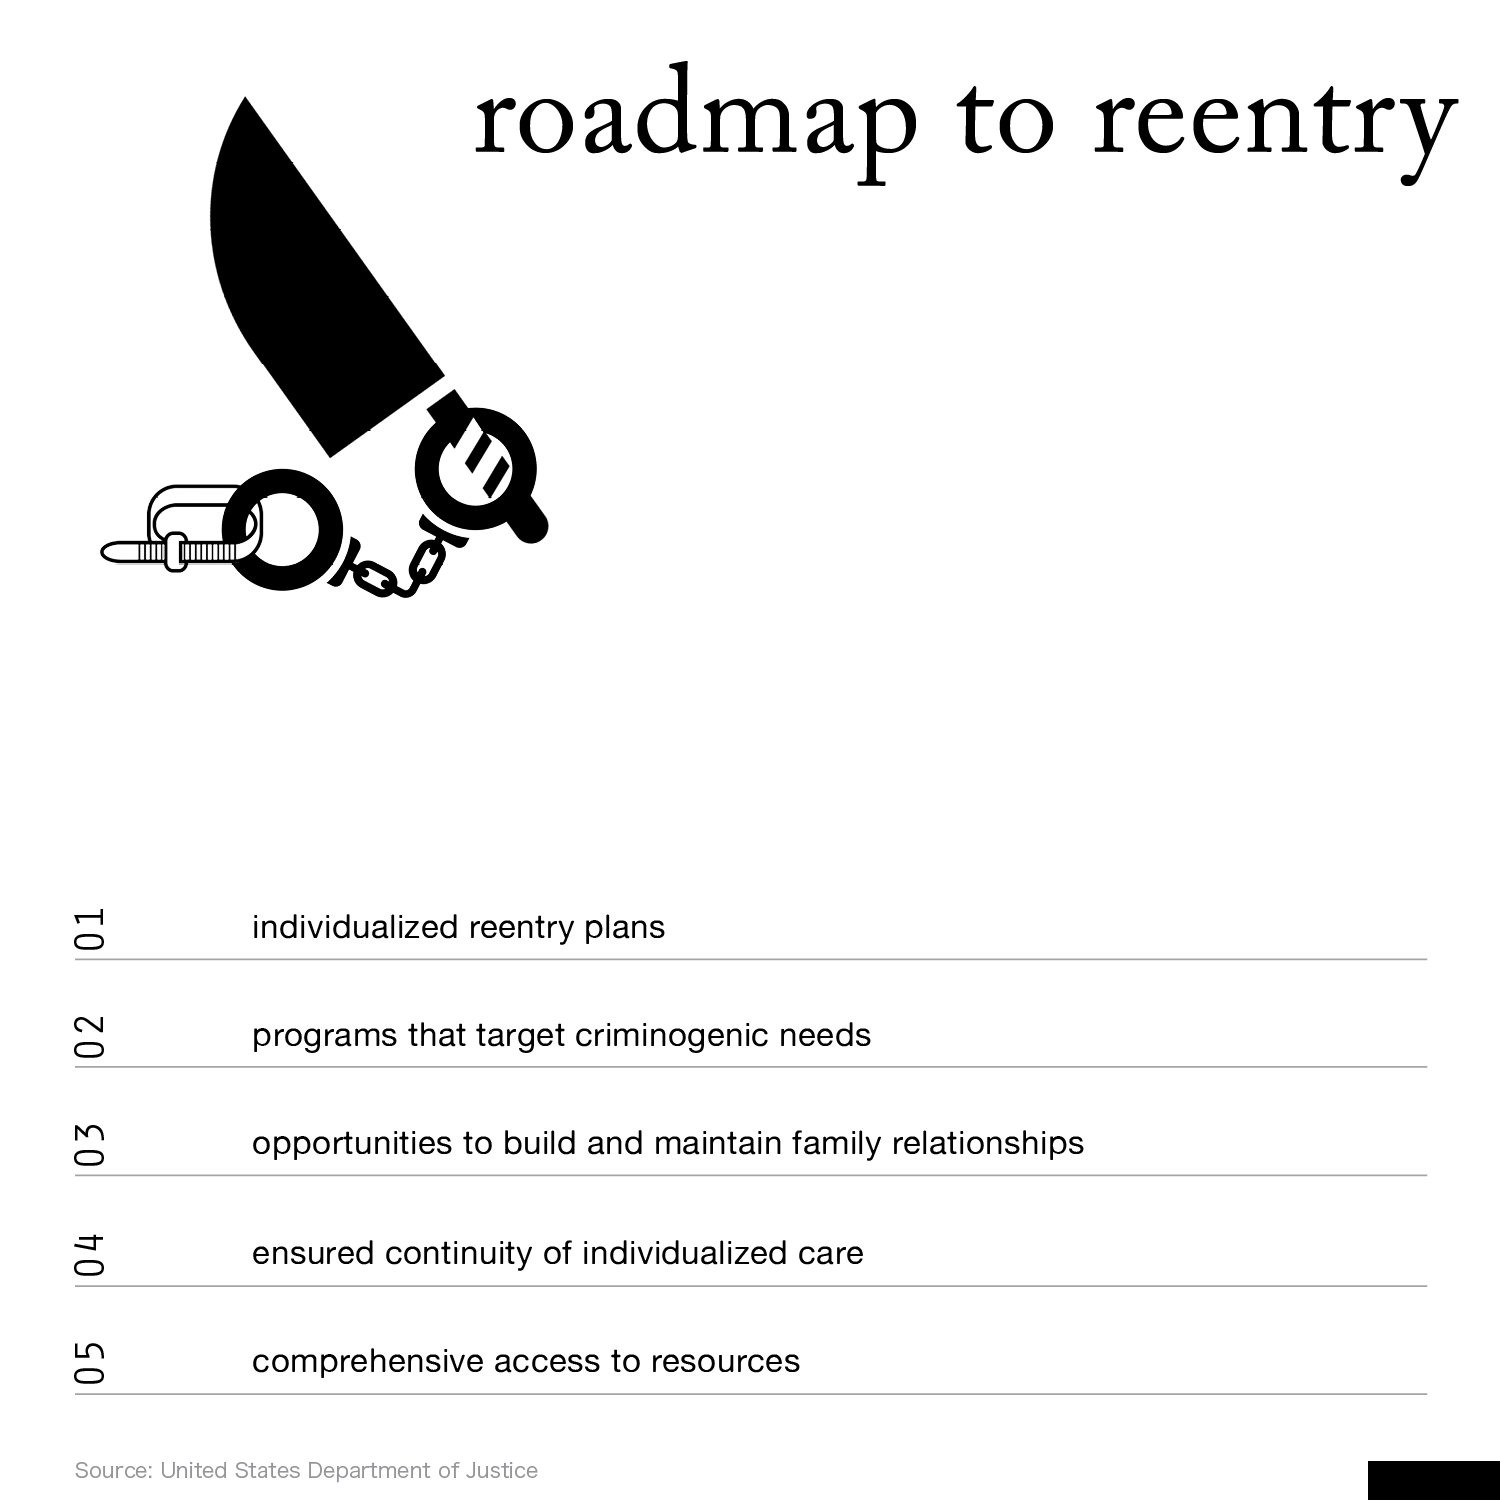 roadmap to reentry
01 individualized reentry plans
02 programs that target criminogenic needs
03 opportunities to build and maintain family relationships
04 ensured continuity of individualized care
05 comprehensive access to resources
Source: United States Department of Justice